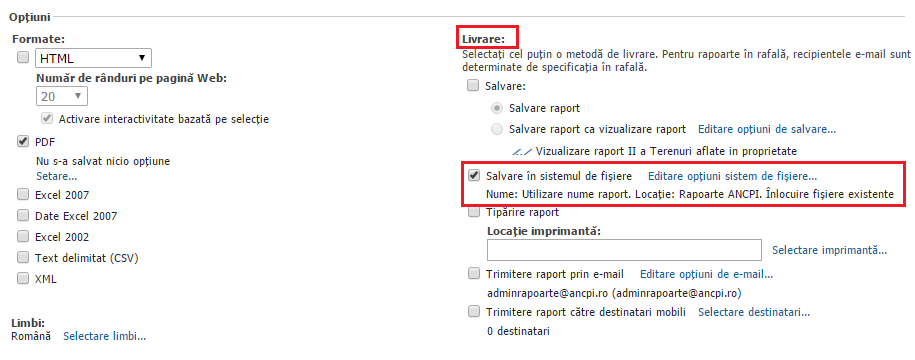 Opțiuni
Formate:
HTML
Număr de rânduri pe pagină Web:
20
Activare interactivitate bazată pe selecție
PDF
Nu s-a salvat nicio opțiune
Setare...
Excel 2007
Date Excel 2007
Excel 2002
Text delimitat (CSV)
XML
Limbi:
Română Selectare limbi...
Livrare:
Selectați cel puțin o metodă de livrare. Pentru rapoarte în rafală, recipientele e-mail sunt
determinate de specificația în rafală.
Salvare:
Salvare raport
Salvare raport ca vizualizare raport Editare opțiuni de salvare...
Vizualizare raport II a Terenuri aflate in proprietate
Salvare în sistemul de fișiere Editare opțiuni sistem de fișiere...
Nume: Utilizare nume raport. Locație: Rapoarte ANCPI. Înlocuire fișiere existente
Tipărire raport
Locație imprimantă:
Selectare imprimantă...
Trimitere raport prin e-mail Editare opțiuni de e-mail...
adminrapoarte@ancpi.ro (adminrapoarte@ancpi.ro)
Trimitere raport către destinatari mobili Selectare destinatari...
0 destinatari